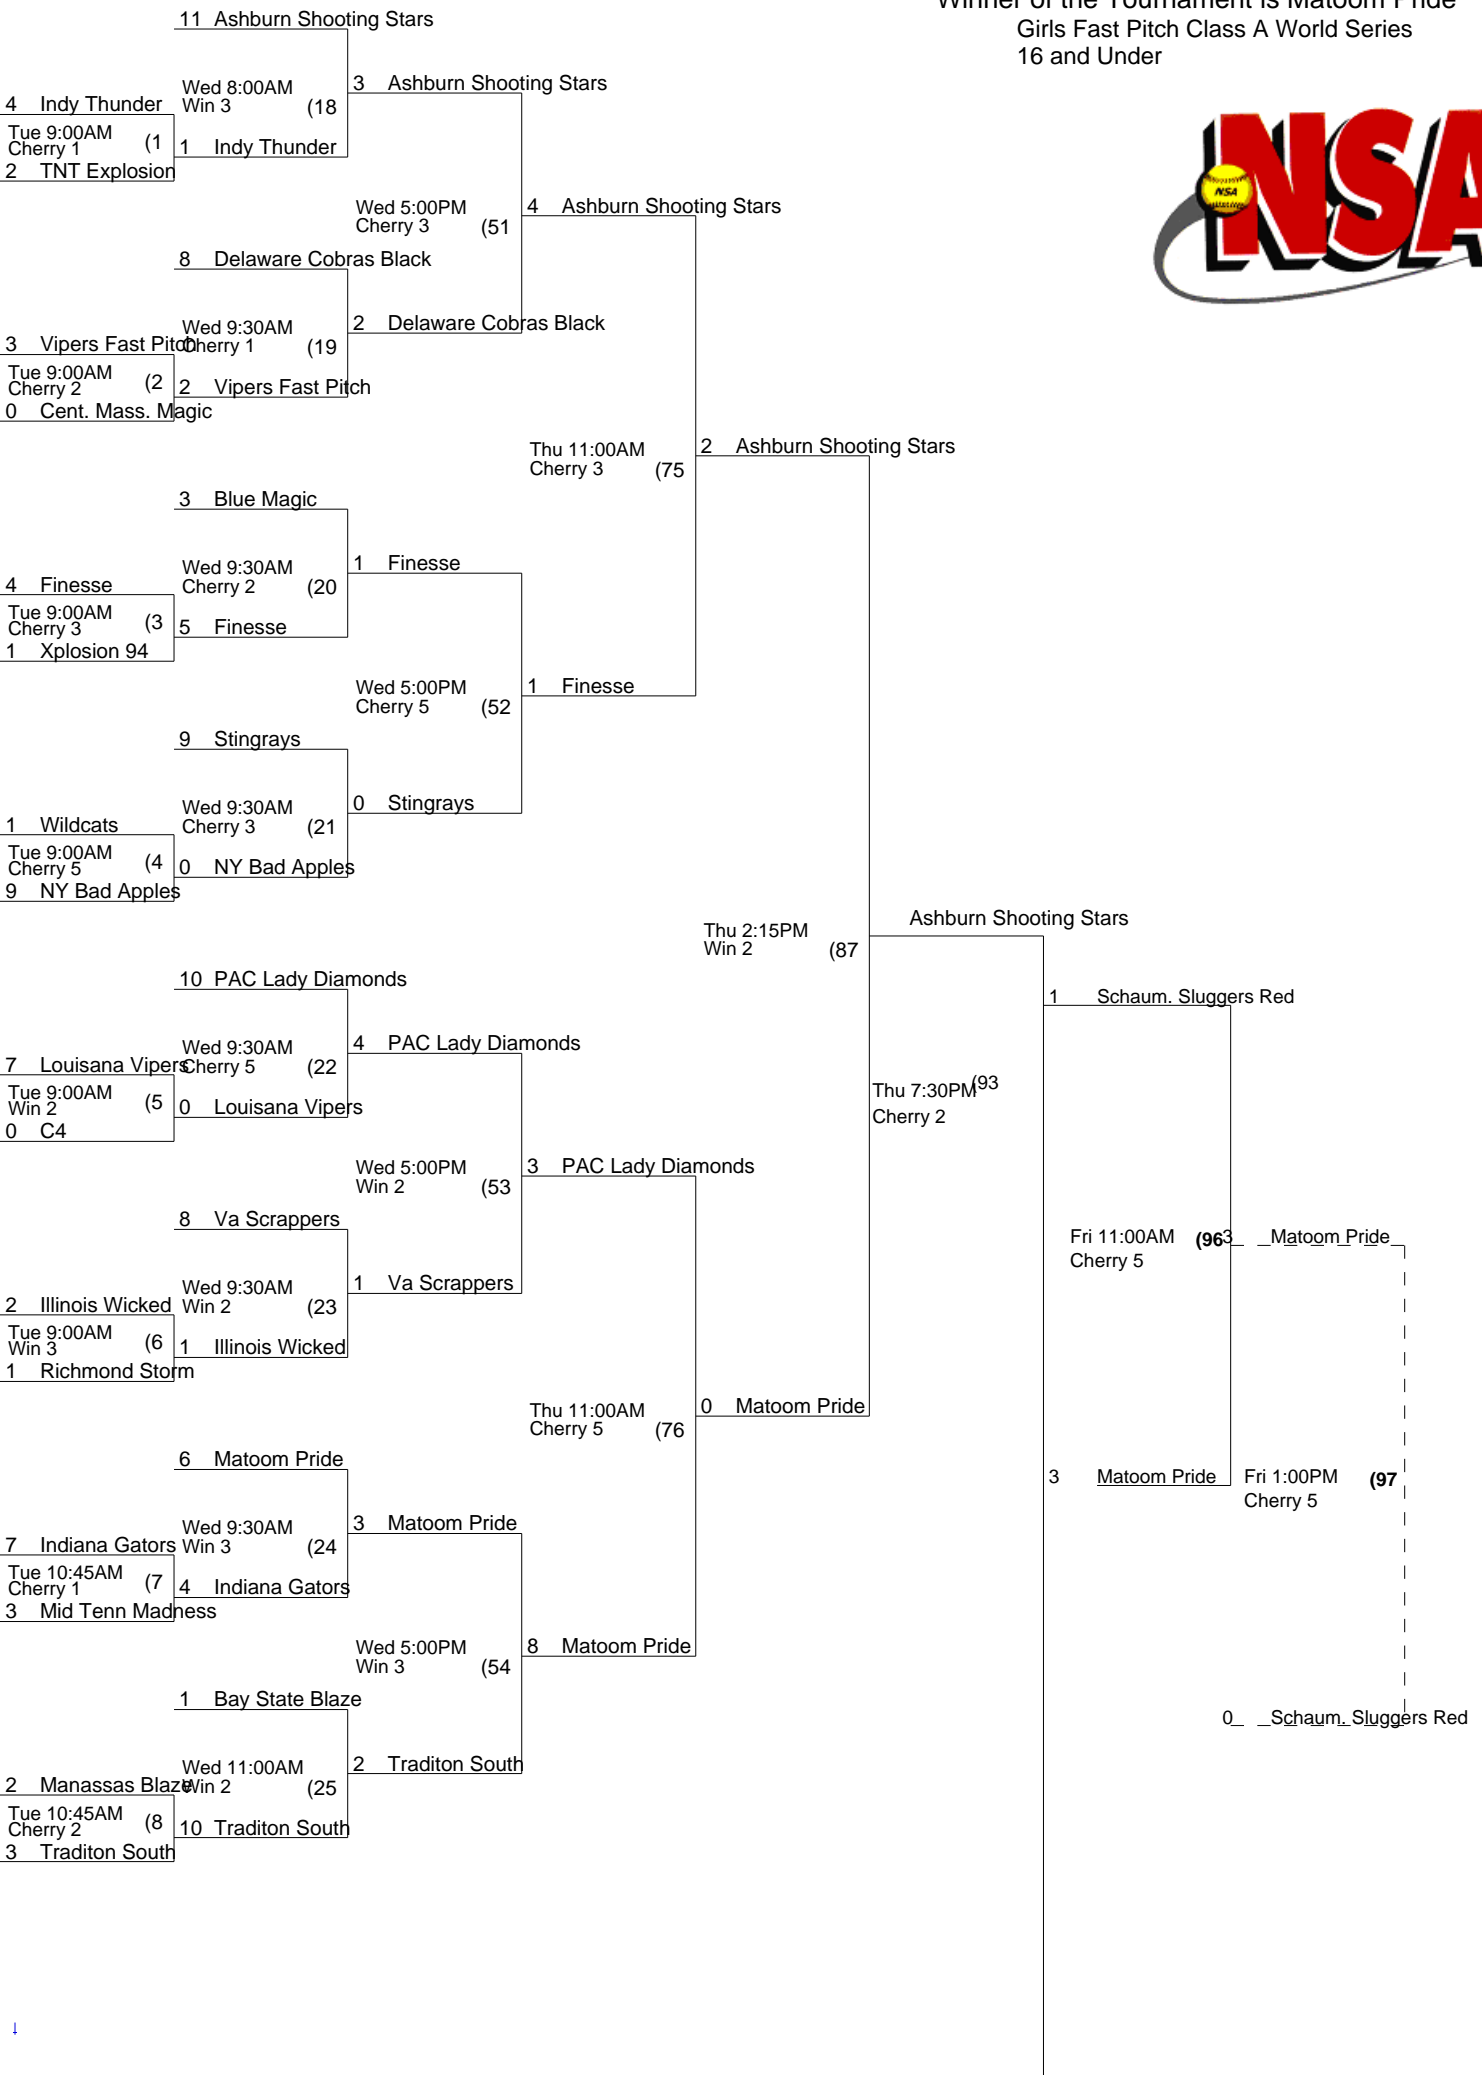 Winner of the Tournament is Matoom Pride
Girls Fast Pitch Class A World Series
16 and Under
NSA
NSA
11 Ashburn Shooting Stars
Wed 8:00AM
Win 3 (18
3 Ashburn Shooting Stars
4 Indy Thunder
Tue 9:00AM
Cherry 1 (1
1 Indy Thunder
2 TNT Explosion
Wed 5:00PM
Cherry 3 (51
4 Ashburn Shooting Stars
8 Delaware Cobras Black
Wed 9:30AM
Cherry 1 (19
2 Delaware Cobras Black
3 Vipers Fast Pitch
Tue 9:00AM
Cherry 2 (2
2 Vipers Fast Pitch
0 Cent. Mass. Magic
Thu 11:00AM
Cherry 3 (75
2 Ashburn Shooting Stars
3 Blue Magic
Wed 9:30AM
Cherry 2 (20
1 Finesse
4 Finesse
Tue 9:00AM
Cherry 3 (3
5 Finesse
1 Xplosion 94
Wed 5:00PM
Cherry 5 (52
1 Finesse
9 Stingrays
Wed 9:30AM
Cherry 3 (21
0 Stingrays
1 Wildcats
Tue 9:00AM
Cherry 5 (4
0 NY Bad Apples
9 NY Bad Apples
Thu 2:15PM
Win 2 (87
Ashburn Shooting Stars
10 PAC Lady Diamonds
1 Schaum. Sluggers Red
Wed 9:30AM
Cherry 5 (22
4 PAC Lady Diamonds
7 Louisana Vipers
Tue 9:00AM
Win 2 (5
0 Louisana Vipers
0 C4
Thu 7:30PM (93
Cherry 2
Wed 5:00PM
Win 2 (53
3 PAC Lady Diamonds
8 Va Scrappers
Fri 11:00AM (96
Cherry 5
3 Matoom Pride
Wed 9:30AM
Win 2 (23
1 Va Scrappers
2 Illinois Wicked
Tue 9:00AM
Win 3 (6
1 Illinois Wicked
1 Richmond Storm
Thu 11:00AM
Cherry 5 (76
0 Matoom Pride
6 Matoom Pride
3 Matoom Pride
Fri 1:00PM (97
Cherry 5
Wed 9:30AM
Win 3 (24
3 Matoom Pride
7 Indiana Gators
Tue 10:45AM
Cherry 1 (7
4 Indiana Gators
3 Mid Tenn Madness
Wed 5:00PM
Win 3 (54
8 Matoom Pride
1 Bay State Blaze
0 Schaum. Sluggers Red
Wed 11:00AM
Win 2 (25
2 Traditon South
2 Manassas Blaze
Tue 10:45AM
Cherry 2 (8
10 Traditon South
3 Traditon South